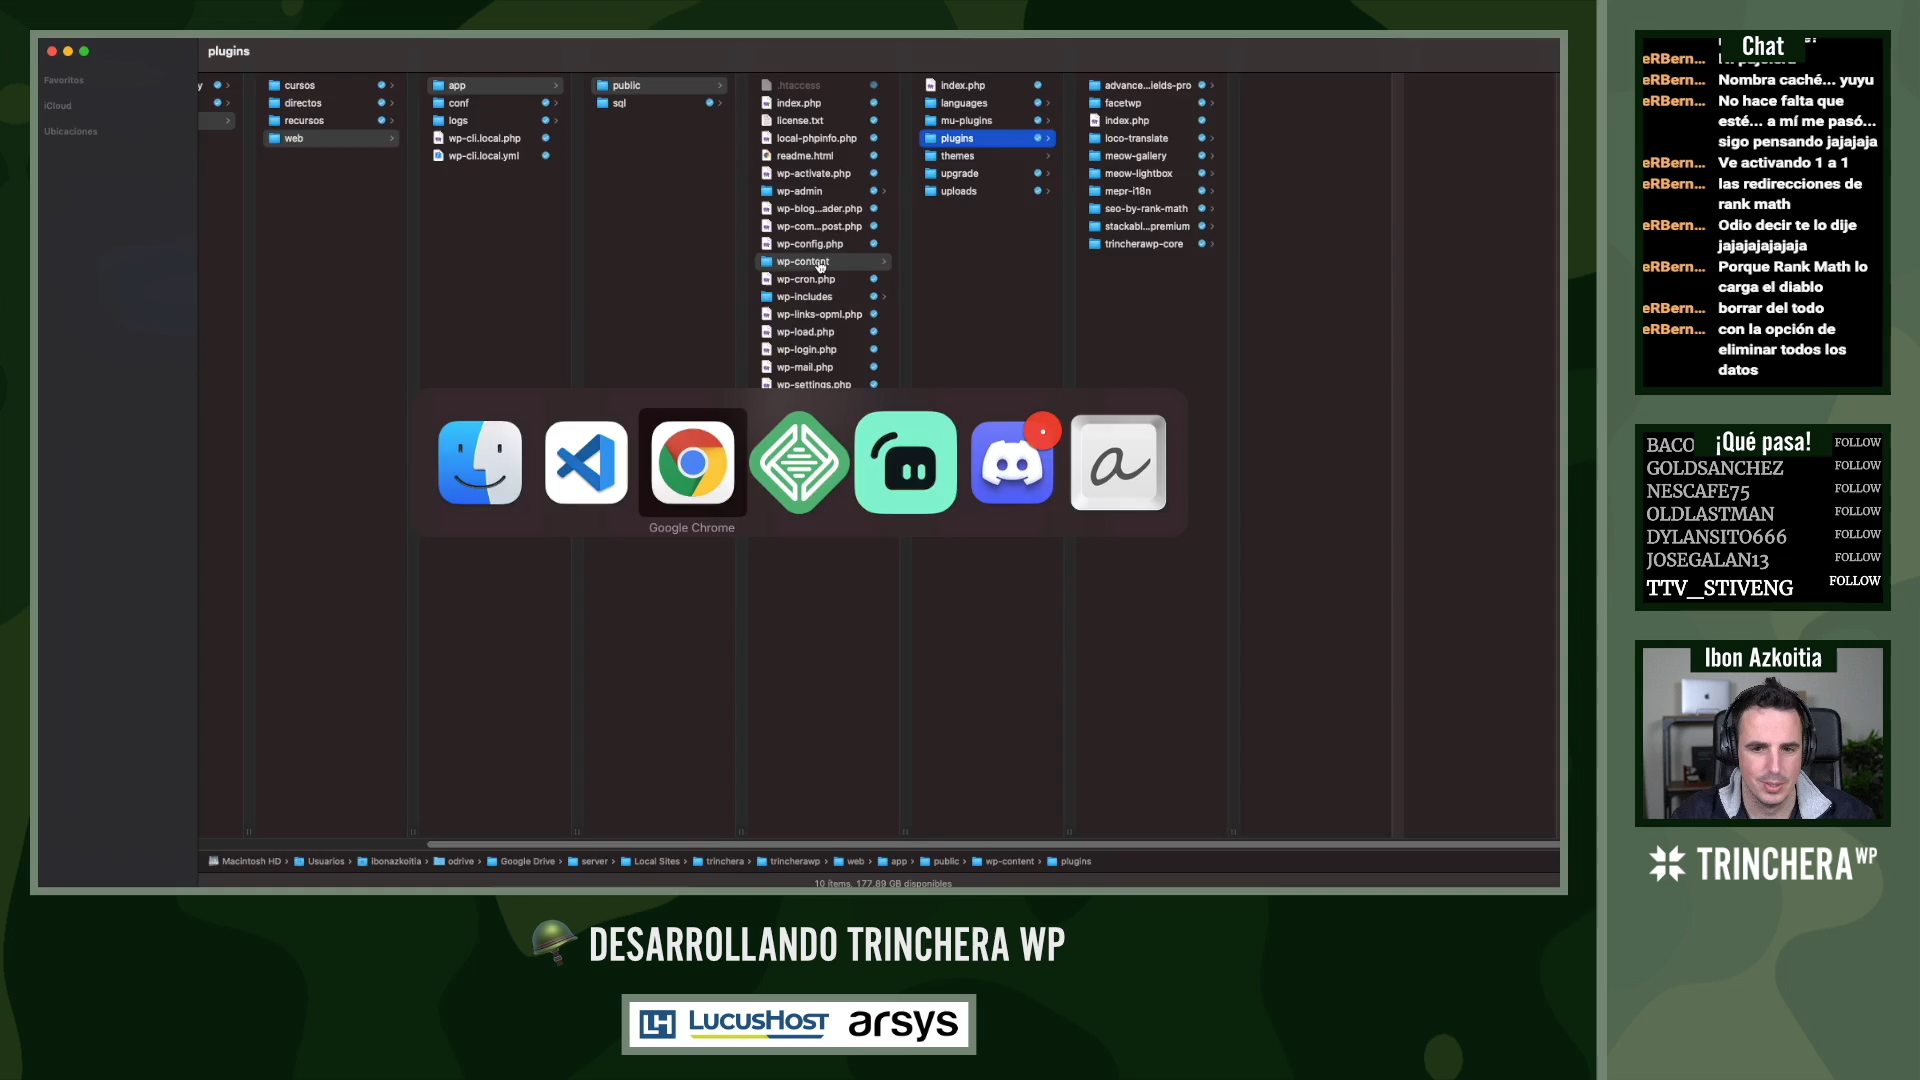 plugins
Favoritos
iCloud
Ubicaciones
y
cursos
directos
recursos
web
app
conf
logs
wp-cli.local.php
wp-cli.local.yml
public
sql
.htaccess
index.php
license.txt
local-phpinfo.php
readme.html
wp-activate.php
wp-admin
wp-blog...ader.php
wp-com...post.php
wp-config.php
wp-content
wp-cron.php
wp-includes
wp-links-opml.php
wp-load.php
wp-login.php
wp-mail.php
wp-settings.php
index.php
languages
mu-plugins
plugins
themes
upgrade
uploads
advance...ields-pro
facetwp
index.php
loco-translate
meow-gallery
meow-lightbox
mepr-i18n
seo-by-rank-math
stackabl...premium
trincherawp-core
a
Google Chrome
Macintosh HD › Usuarios › ibonazkoitia › odrive › Google Drive › server › Local Sites › trinchera › trincherawp › web › app › public › wp-content › plugins
10 items, 177,89 GB disponibles
DESARROLLANDO TRINCHERA WP
LH LUCUSHOST arsys
Chat
eRBern...
eRBern... Nombra caché... yuyu
eRBern... No hace falta que
esté... a mí me pasó...
sigo pensando jajajaja
eRBern... Ve activando 1 a 1
eRBern... las redirecciones de
rank math
eRBern... Odio decir te lo dije
jajajajajajaja
eRBern... Porque Rank Math lo
carga el diablo
eRBern... borrar del todo
eRBern... con la opción de
eliminar todos los
datos
¡Qué pasa!
BACO FOLLOW
GOLDSANCHEZ FOLLOW
NESCAFE75 FOLLOW
OLDLASTMAN FOLLOW
DYLANSITO666 FOLLOW
JOSEGALAN13 FOLLOW
TTV_STIVENG FOLLOW
Ibon Azkoitia
TRINCHERA WP